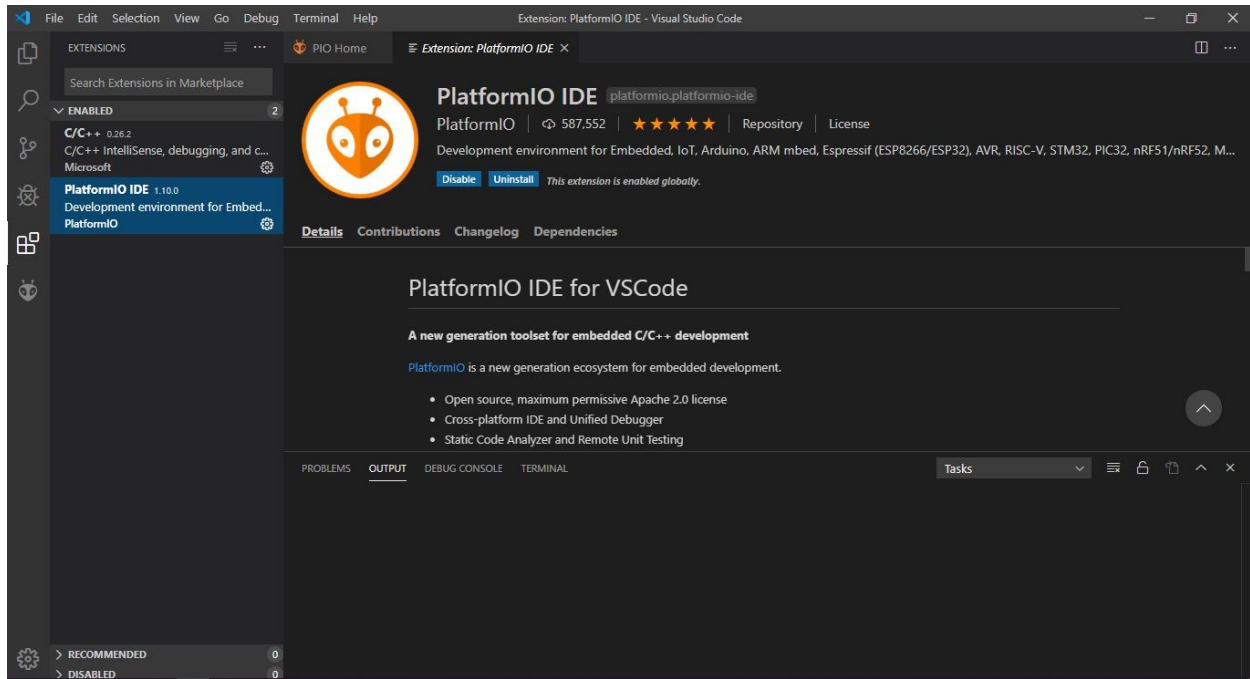 File Edit Selection View Go Debug Terminal Help
Extension: PlatformIO IDE - Visual Studio Code
EXTENSIONS
PIO Home
Extension: PlatformIO IDE
Search Extensions in Marketplace
ENABLED 2
C/C++ 0.26.2
C/C++ IntelliSense, debugging, and c...
Microsoft
PlatformIO IDE 1.10.0
Development environment for Embed...
PlatformIO
RECOMMENDED 0
DISABLED 0
PlatformIO IDE platformio.platformio-ide
PlatformIO 587,552 Repository License
Development environment for Embedded, IoT, Arduino, ARM mbed, Espressif (ESP8266/ESP32), AVR, RISC-V, STM32, PIC32, nRF51/nRF52, M...
Disable Uninstall This extension is enabled globally.
Details Contributions Changelog Dependencies
PlatformIO IDE for VSCode
A new generation toolset for embedded C/C++ development
PlatformIO is a new generation ecosystem for embedded development.
• Open source, maximum permissive Apache 2.0 license
• Cross-platform IDE and Unified Debugger
• Static Code Analyzer and Remote Unit Testing
PROBLEMS OUTPUT DEBUG CONSOLE TERMINAL
Tasks